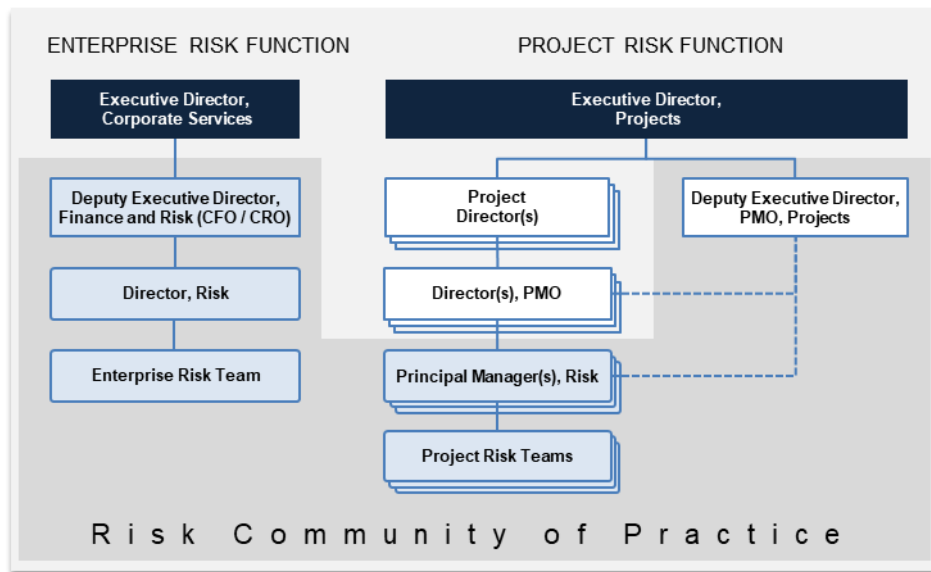 ENTERPRISE RISK FUNCTION
PROJECT RISK FUNCTION
Executive Director,
Corporate Services
Executive Director,
Projects
Deputy Executive Director,
Finance and Risk (CFO / CRO)
Project
Director(s)
Deputy Executive Director,
PMO, Projects
Director, Risk
Director(s), PMO
Enterprise Risk Team
Principal Manager(s), Risk
Project Risk Teams
Risk Community of Practice